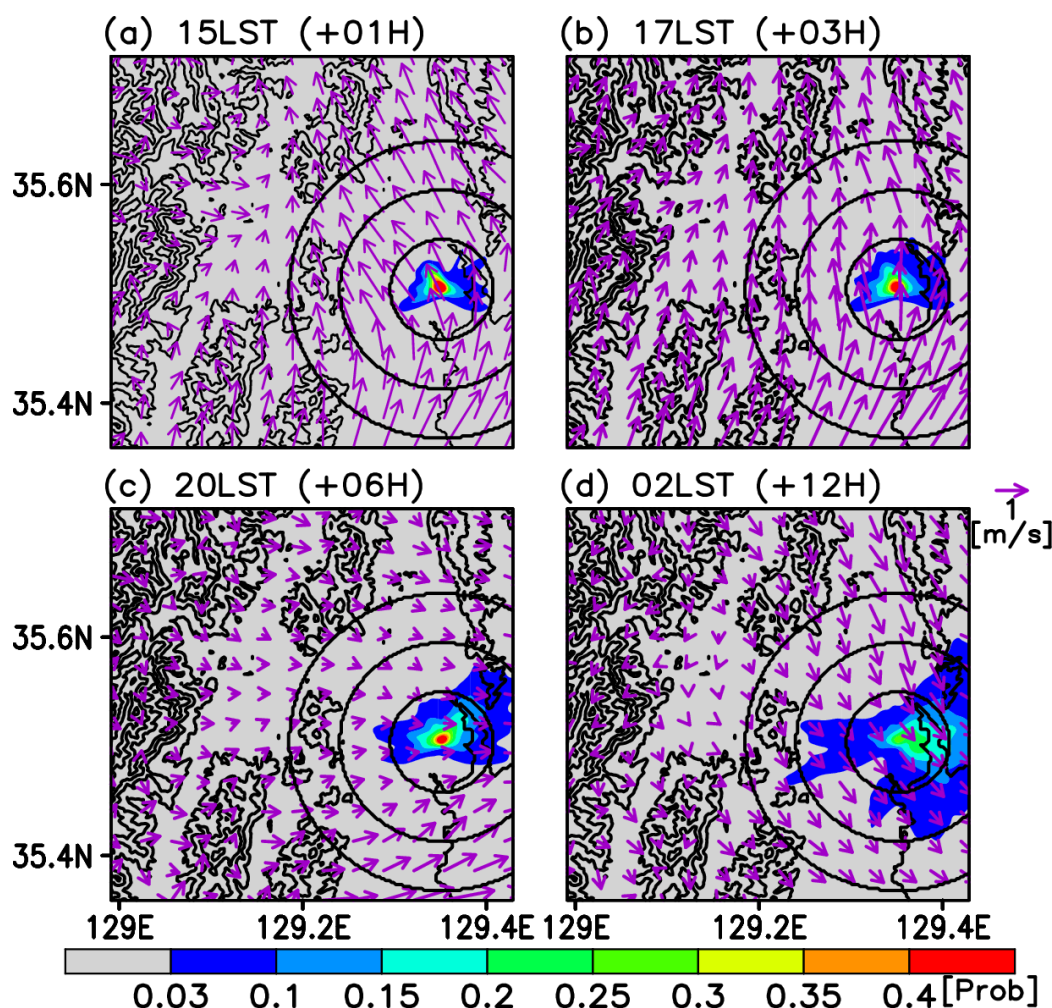 (a) 15LST (+01H)
(b) 17LST (+03H)
35.6N
35.4N
(c) 20LST (+06H)
(d) 02LST (+12H)
1
[m/s]
35.6N
35.4N
129E 129.2E 129.4E
129E 129.2E 129.4E
0.03 0.1 0.15 0.2 0.25 0.3 0.35 0.4 [Prob]